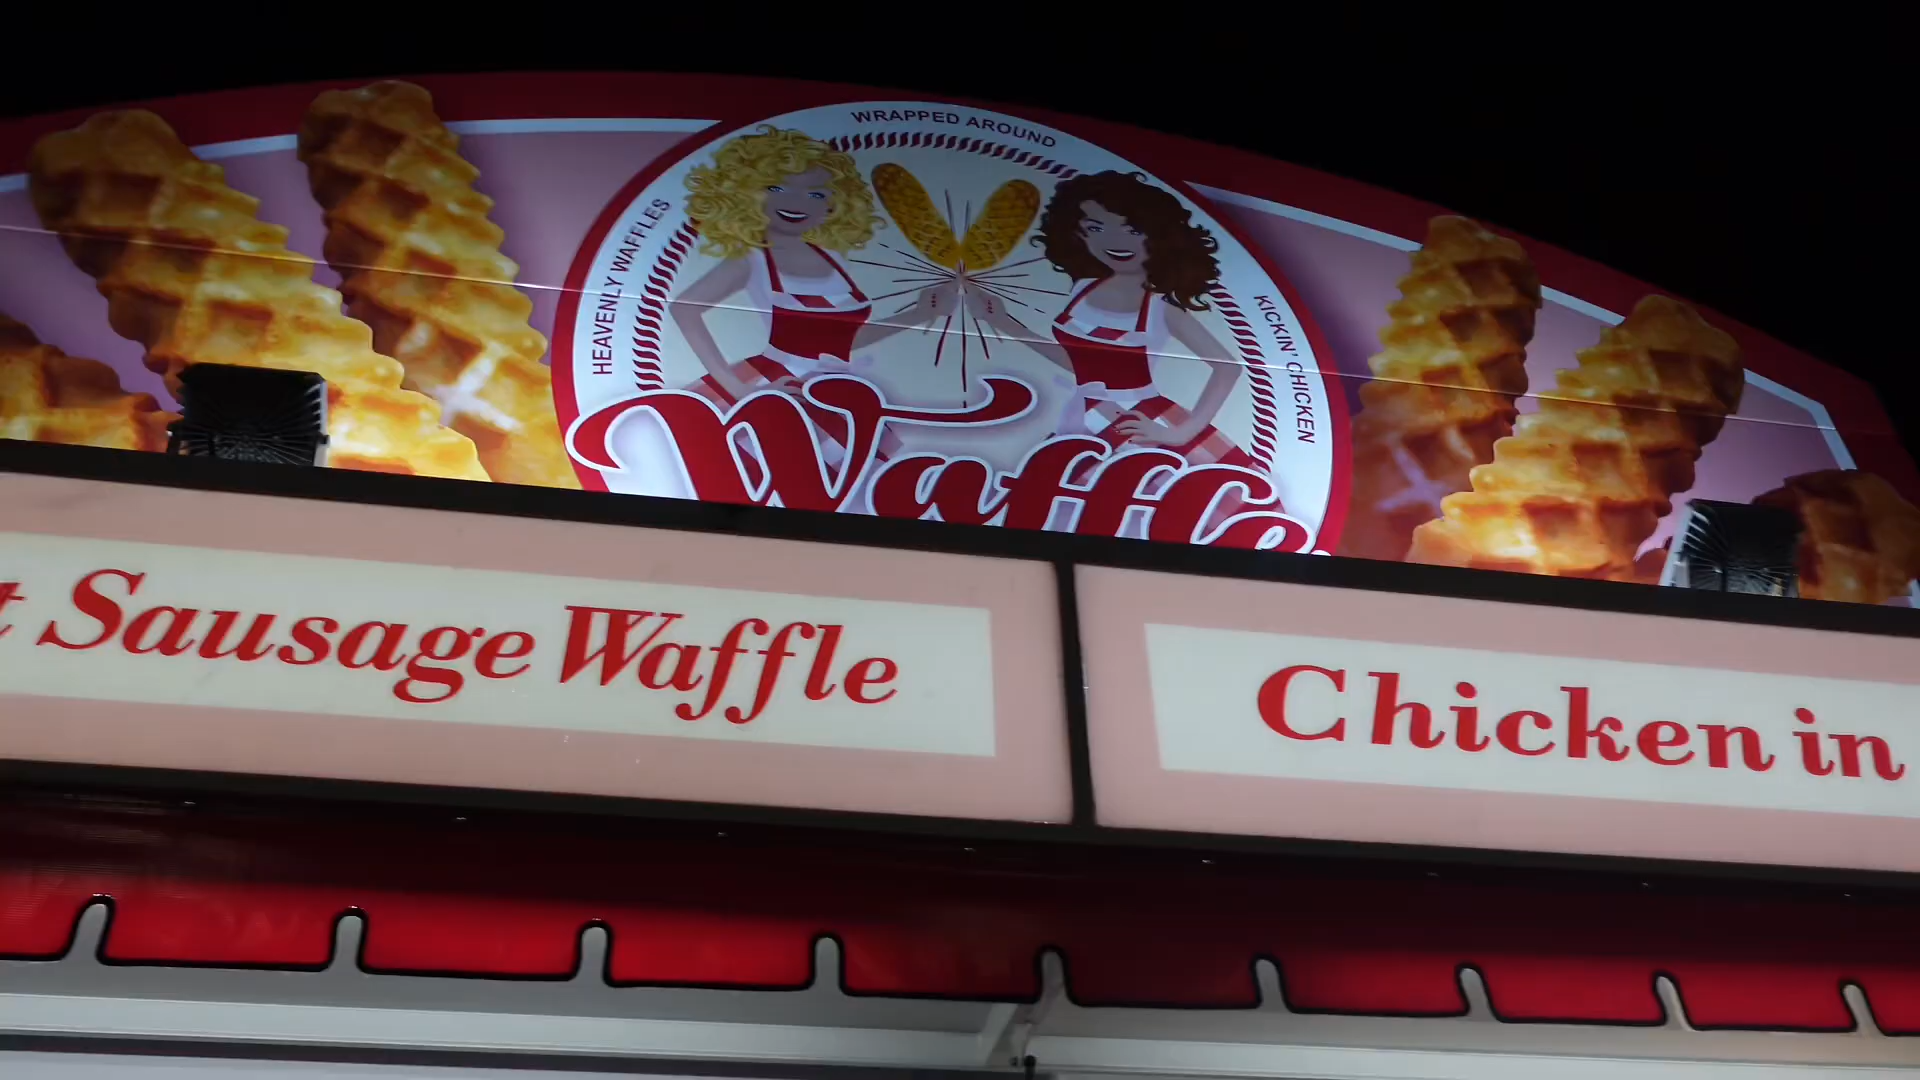 WRAPPED AROUND
HEAVENLY WAFFLES
KICKIN' CHICKEN
Waffle
Sausage Waffle
Chicken in